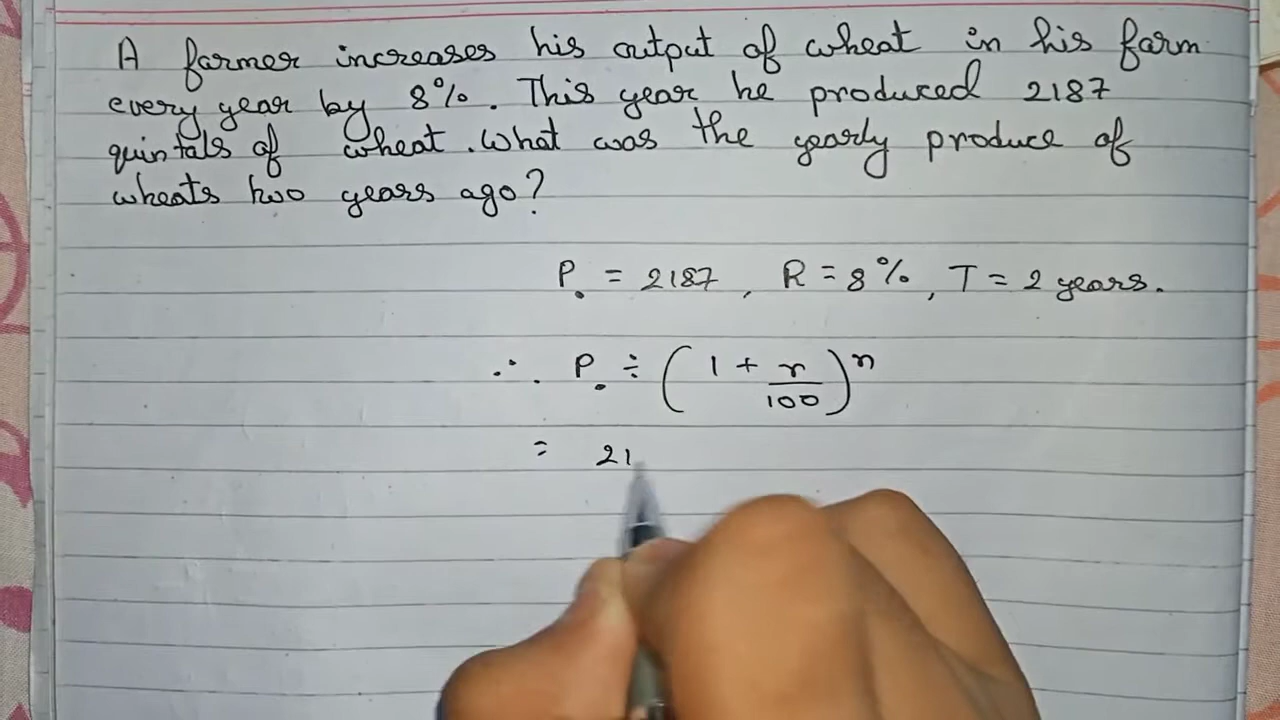 A farmer increases his output of wheat in his farm
every year by 8%. This year he produced 2187
quintals of wheat. What was the yearly produce of
wheats two years ago?
P. = 2187, R = 8%, T = 2 years.
∴ P. ÷ (1 + r/100)^n
= 21